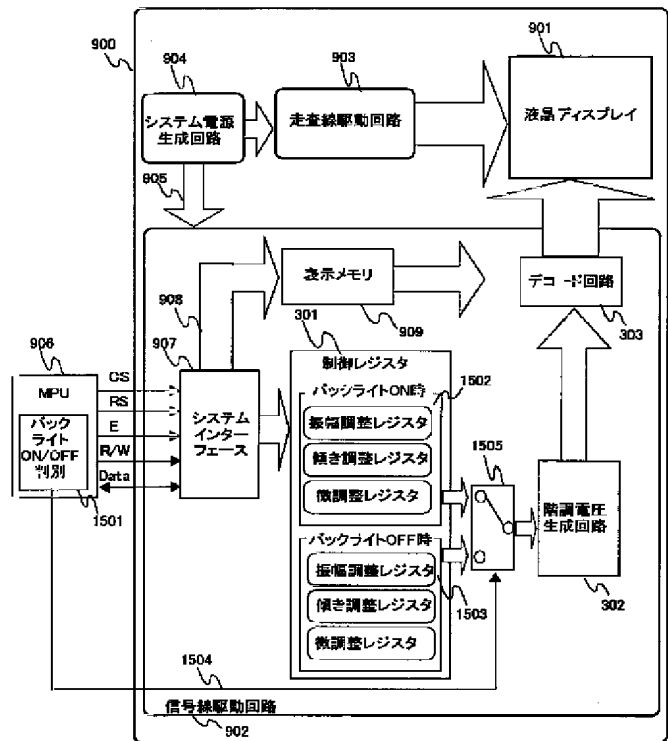 900
904
903
901
システム電源
生成回路
走査線駆動回路
液晶ディスプレイ
905
表示メモリ
デコード回路
908
909
303
301
906
907
制御レジスタ
MPU
CS
RS
E
R/W
Data
バック
ライト
ON/OFF
判別
1501
システム
インター
フェース
バックライトON時
1502
振幅調整レジスタ
傾き調整レジスタ
微調整レジスタ
1505
階調電圧
生成回路
302
バックライトOFF時
振幅調整レジスタ
1503
傾き調整レジスタ
微調整レジスタ
1504
信号線駆動回路
902